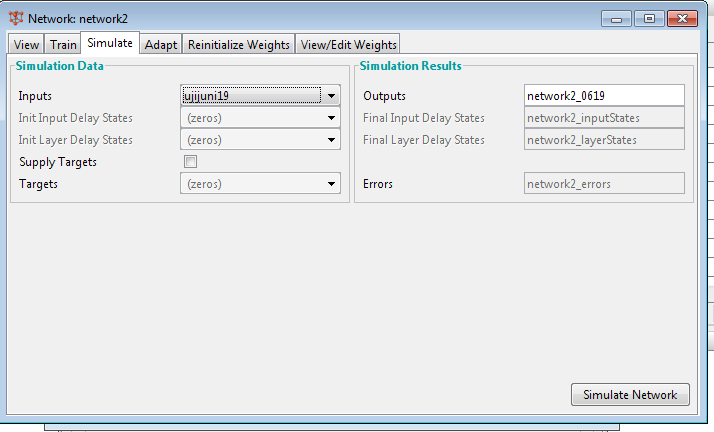 Network: network2
View Train Simulate Adapt Reinitialize Weights View/Edit Weights
Simulation Data
Inputs ujijuni19
Init Input Delay States (zeros)
Init Layer Delay States (zeros)
Supply Targets
Targets (zeros)
Simulation Results
Outputs network2_0619
Final Input Delay States network2_inputStates
Final Layer Delay States network2_layerStates
Errors network2_errors
Simulate Network